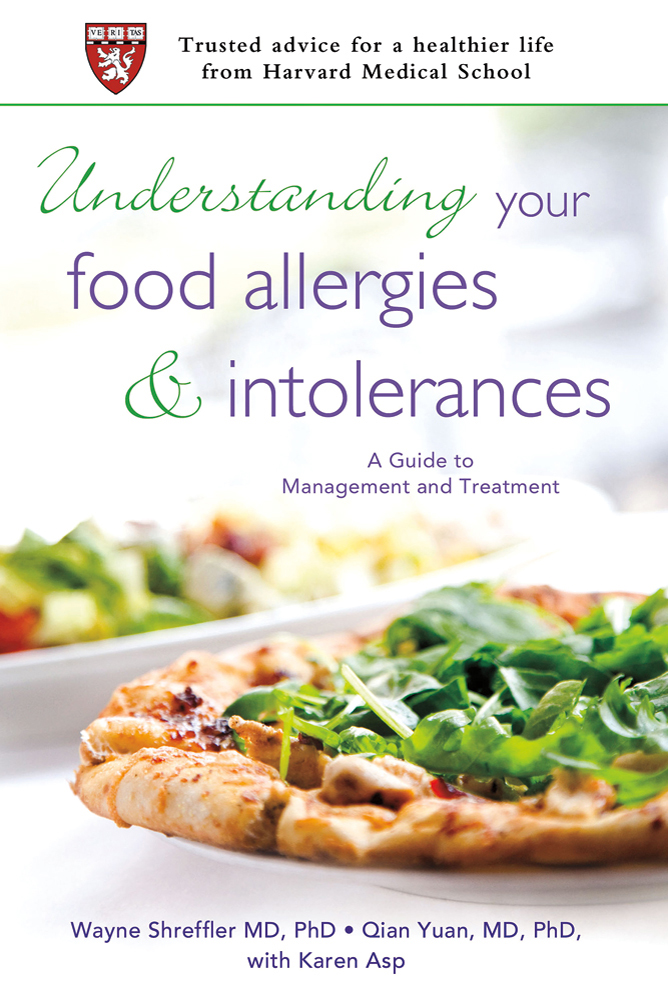 VE RI TAS
Trusted advice for a healthier life
from Harvard Medical School
Understanding your
food allergies
& intolerances
A Guide to
Management and Treatment
Wayne Shreffler MD, PhD • Qian Yuan, MD, PhD,
with Karen Asp